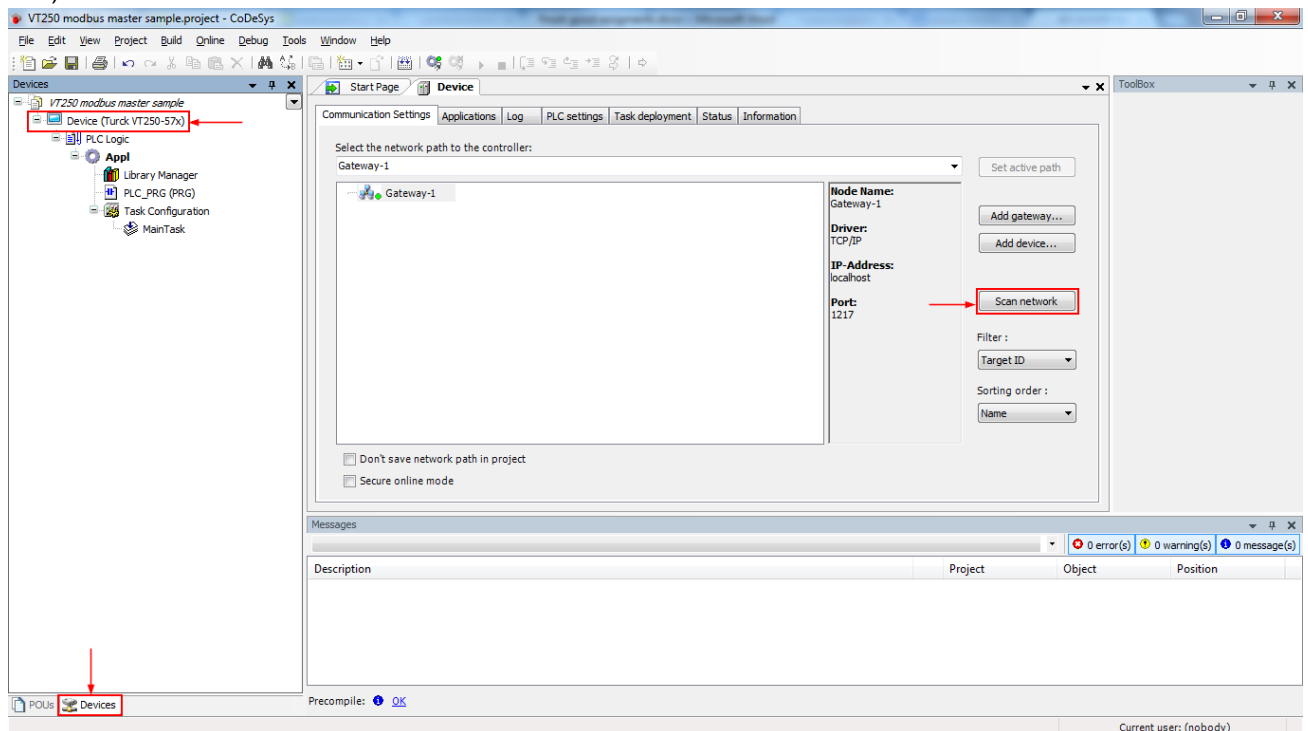 VT250 modbus master sample.project - CoDeSys
File Edit View Project Build Online Debug Tools Window Help
Devices
Start Page Device
ToolBox
VT250 modbus master sample
Device (Turck VT250-57x)
PLC Logic
Appl
Library Manager
PLC_PRG (PRG)
Task Configuration
MainTask
Communication Settings Applications Log PLC settings Task deployment Status Information
Select the network path to the controller:
Gateway-1
Set active path
Gateway-1
Node Name:
Gateway-1
Driver:
TCP/IP
IP-Address:
localhost
Port:
1217
Add gateway...
Add device...
Scan network
Filter :
Target ID
Sorting order :
Name
Don't save network path in project
Secure online mode
Messages
0 error(s) 0 warning(s) 0 message(s)
Description Project Object Position
POUs Devices
Precompile: OK
Current user: (nobody)